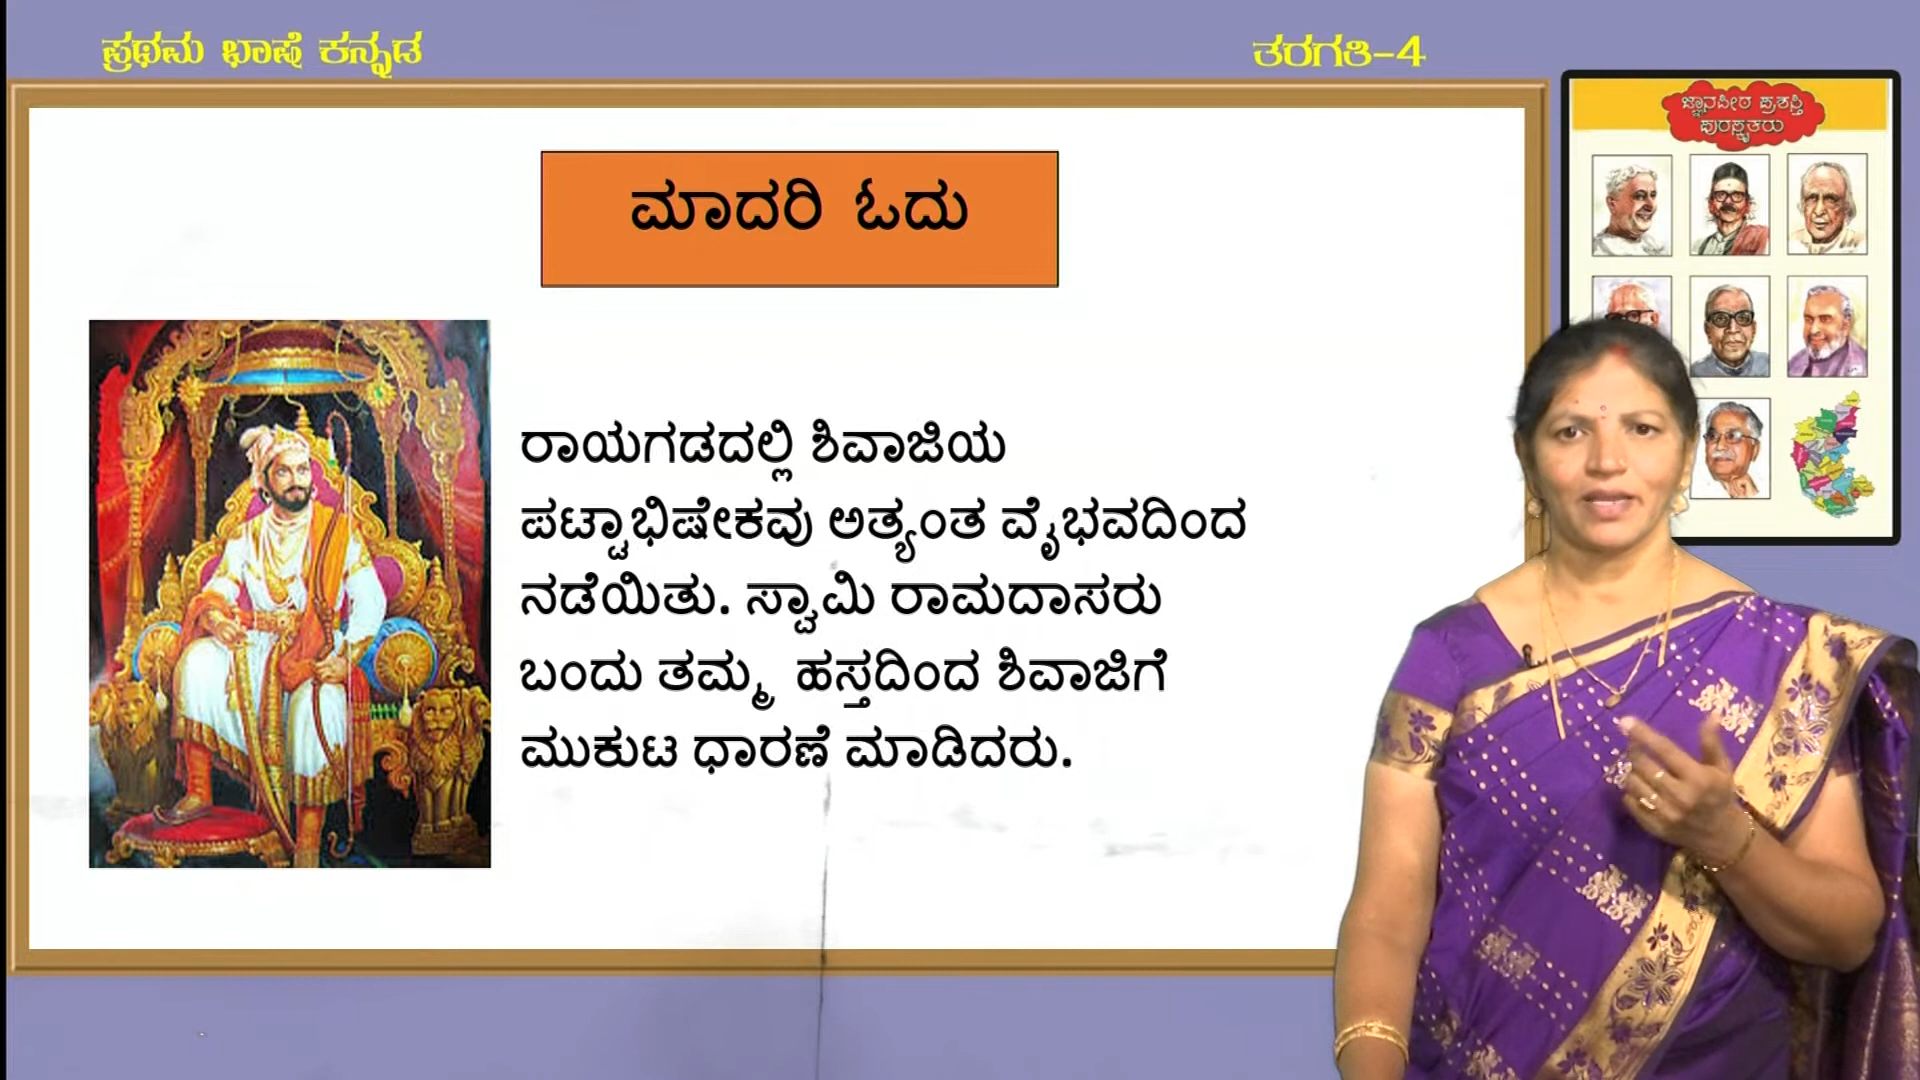 ಪ್ರಥಮ ಭಾಷೆ ಕನ್ನಡ
ತರಗತಿ-4
ಜ್ಞಾನಪೀಠ ಪ್ರಶಸ್ತಿ
ಪುರಸ್ಕೃತರು
ಮಾದರಿ ಓದು
ರಾಯಗಡದಲ್ಲಿ ಶಿವಾಜಿಯ
ಪಟ್ಟಾಭಿಷೇಕವು ಅತ್ಯಂತ ವೈಭವದಿಂದ
ನಡೆಯಿತು. ಸ್ವಾಮಿ ರಾಮದಾಸರು
ಬಂದು ತಮ್ಮ ಹಸ್ತದಿಂದ ಶಿವಾಜಿಗೆ
ಮುಕುಟ ಧಾರಣೆ ಮಾಡಿದರು.